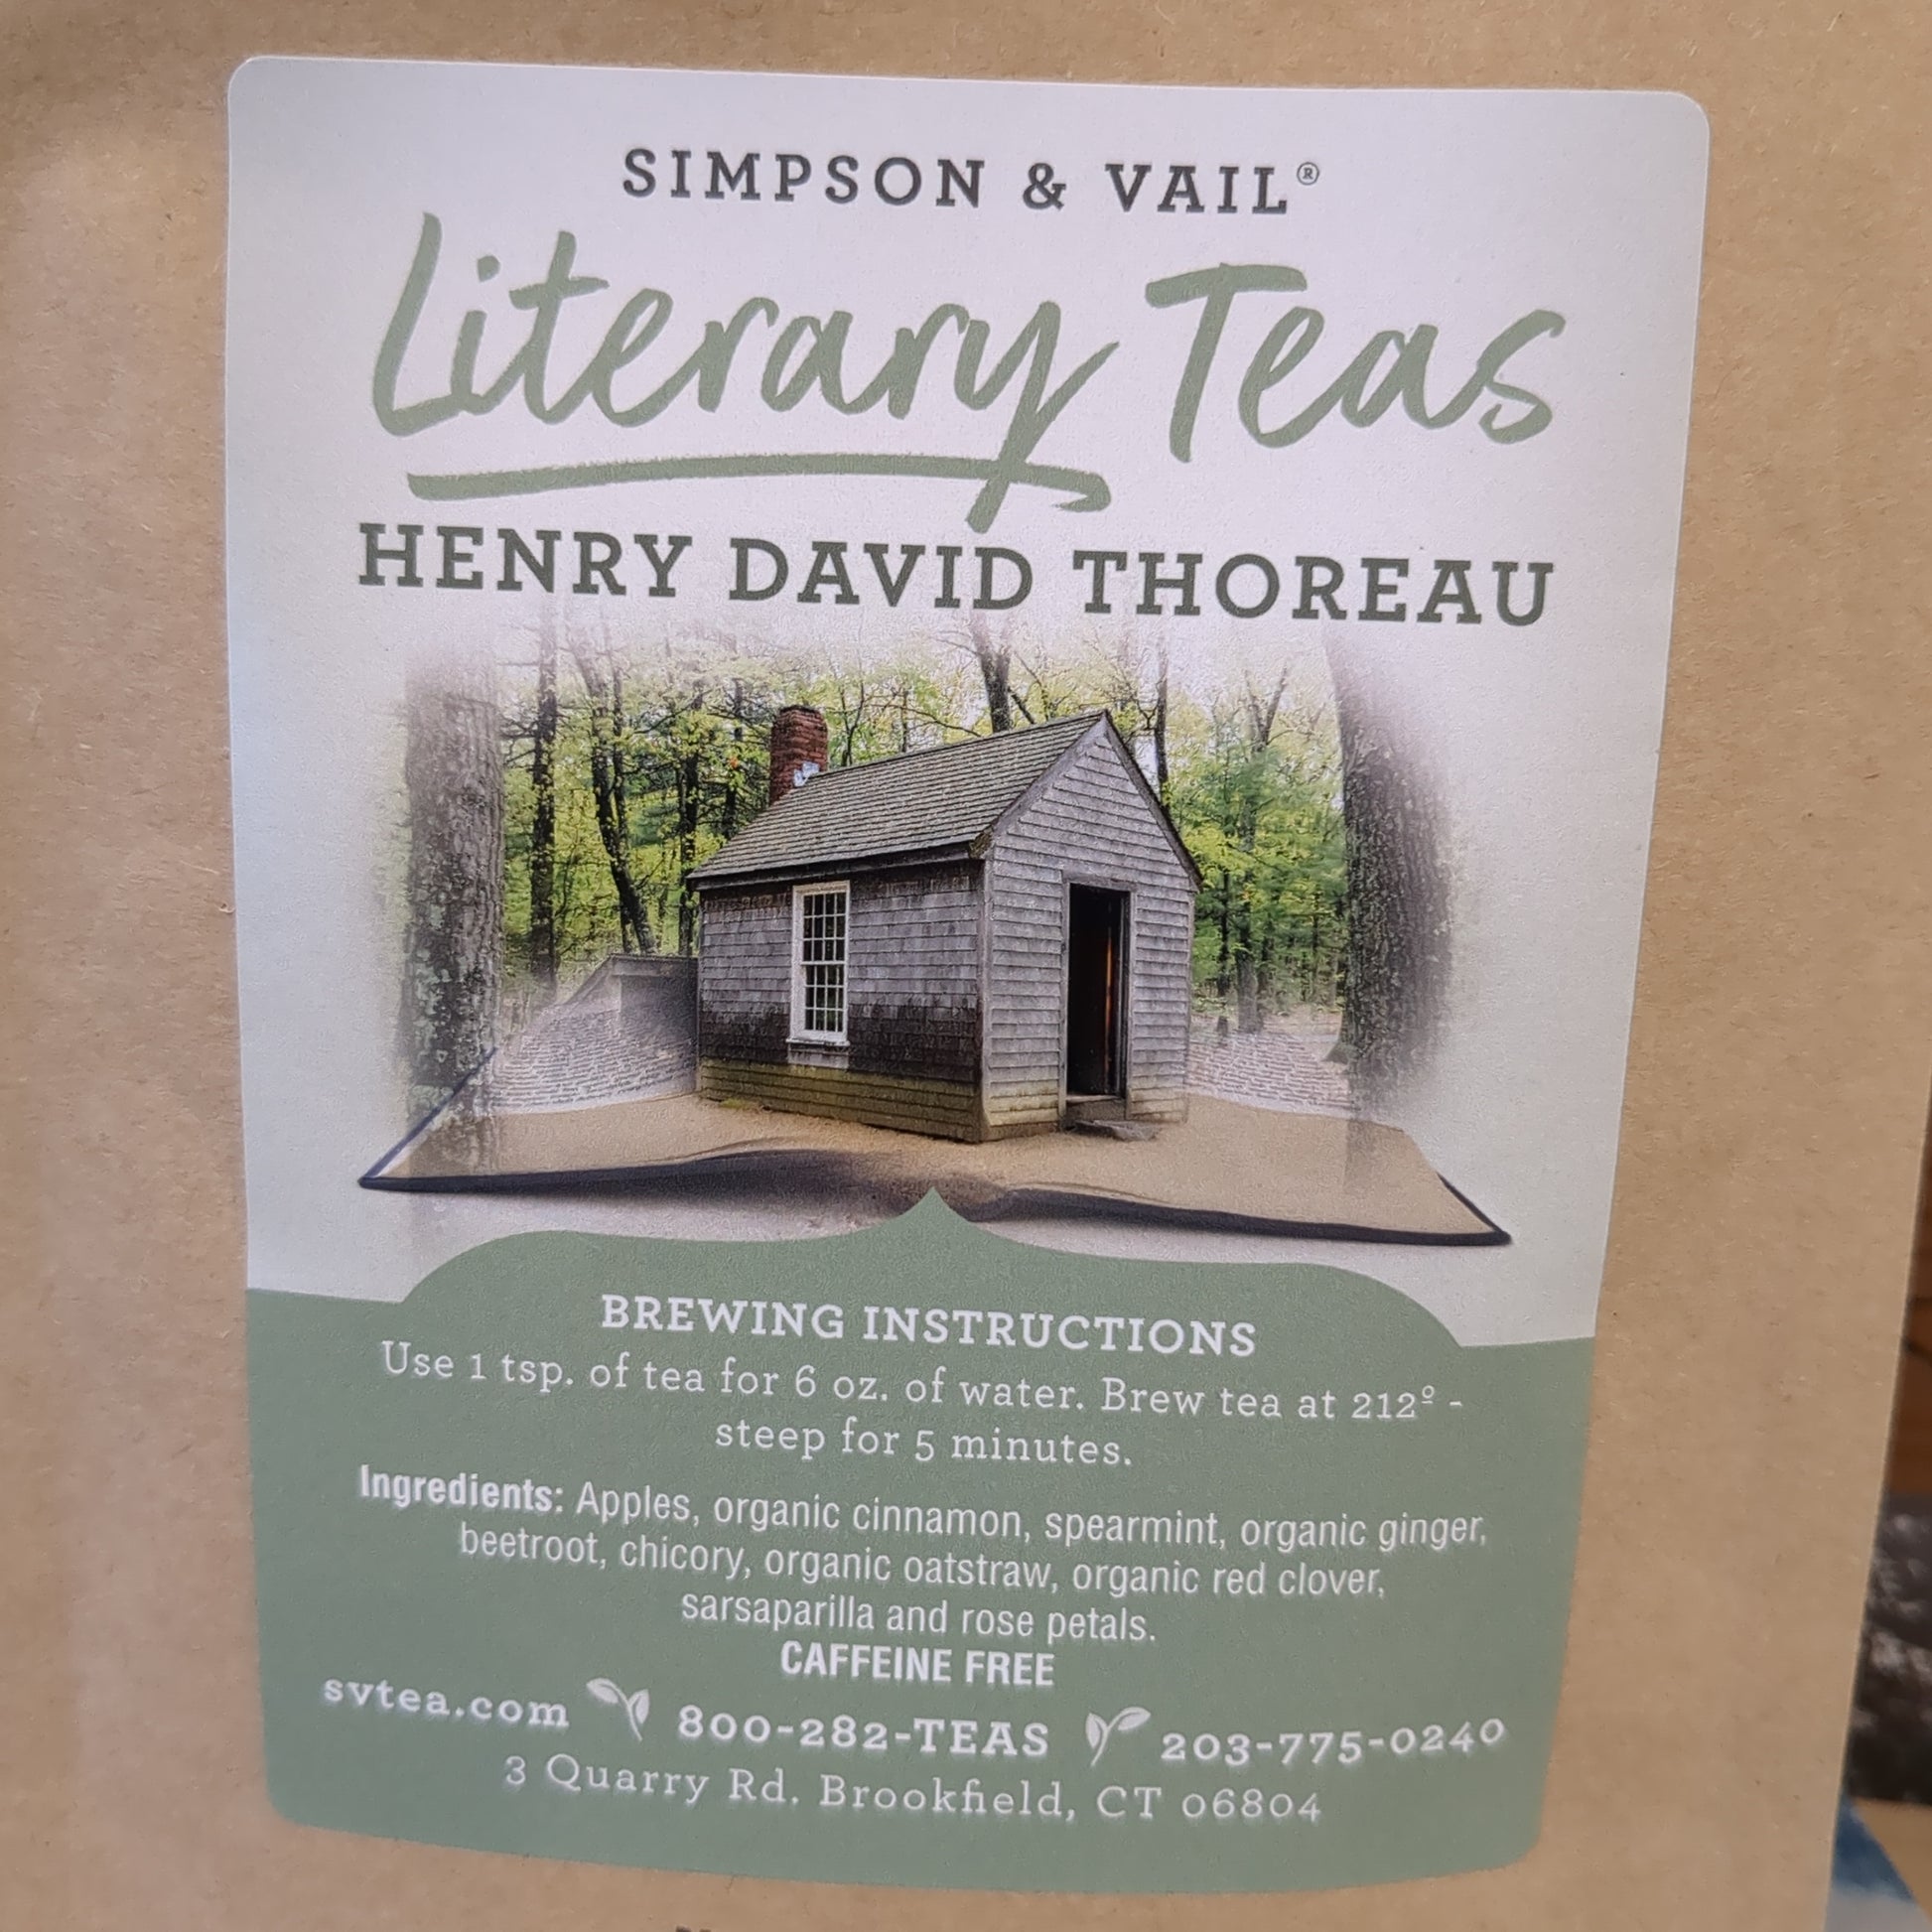 SIMPSON & VAIL®
Literary Teas
HENRY DAVID THOREAU
BREWING INSTRUCTIONS
Use 1 tsp. of tea for 6 oz. of water. Brew tea at 212º -
steep for 5 minutes.
Ingredients: Apples, organic cinnamon, spearmint, organic ginger,
beetroot, chicory, organic oatstraw, organic red clover,
sarsaparilla and rose petals.
CAFFEINE FREE
svtea.com 800-282-TEAS 203-775-0240
3 Quarry Rd. Brookfield, CT 06804